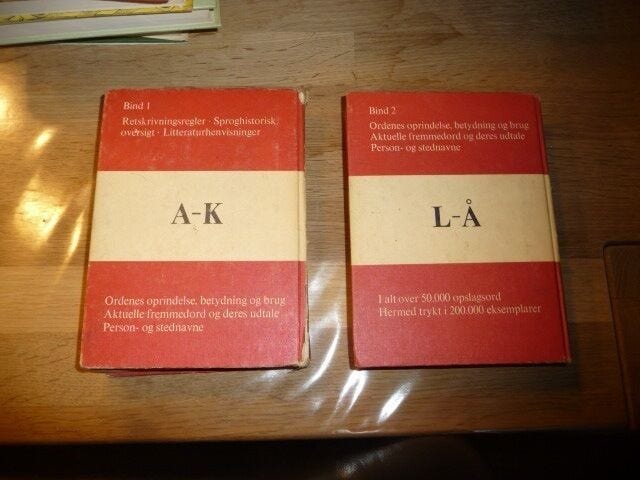 Bind 1
Retskrivningsregler · Sproghistorisk
oversigt · Litteraturhenvisninger
A-K
Ordenes oprindelse, betydning og brug
Aktuelle fremmedord og deres udtale
Person- og stednavne
Bind 2
Ordenes oprindelse, betydning og brug
Aktuelle fremmedord og deres udtale
Person- og stednavne
L-Å
I alt over 50.000 opslagsord
Hermed trykt i 200.000 eksemplarer